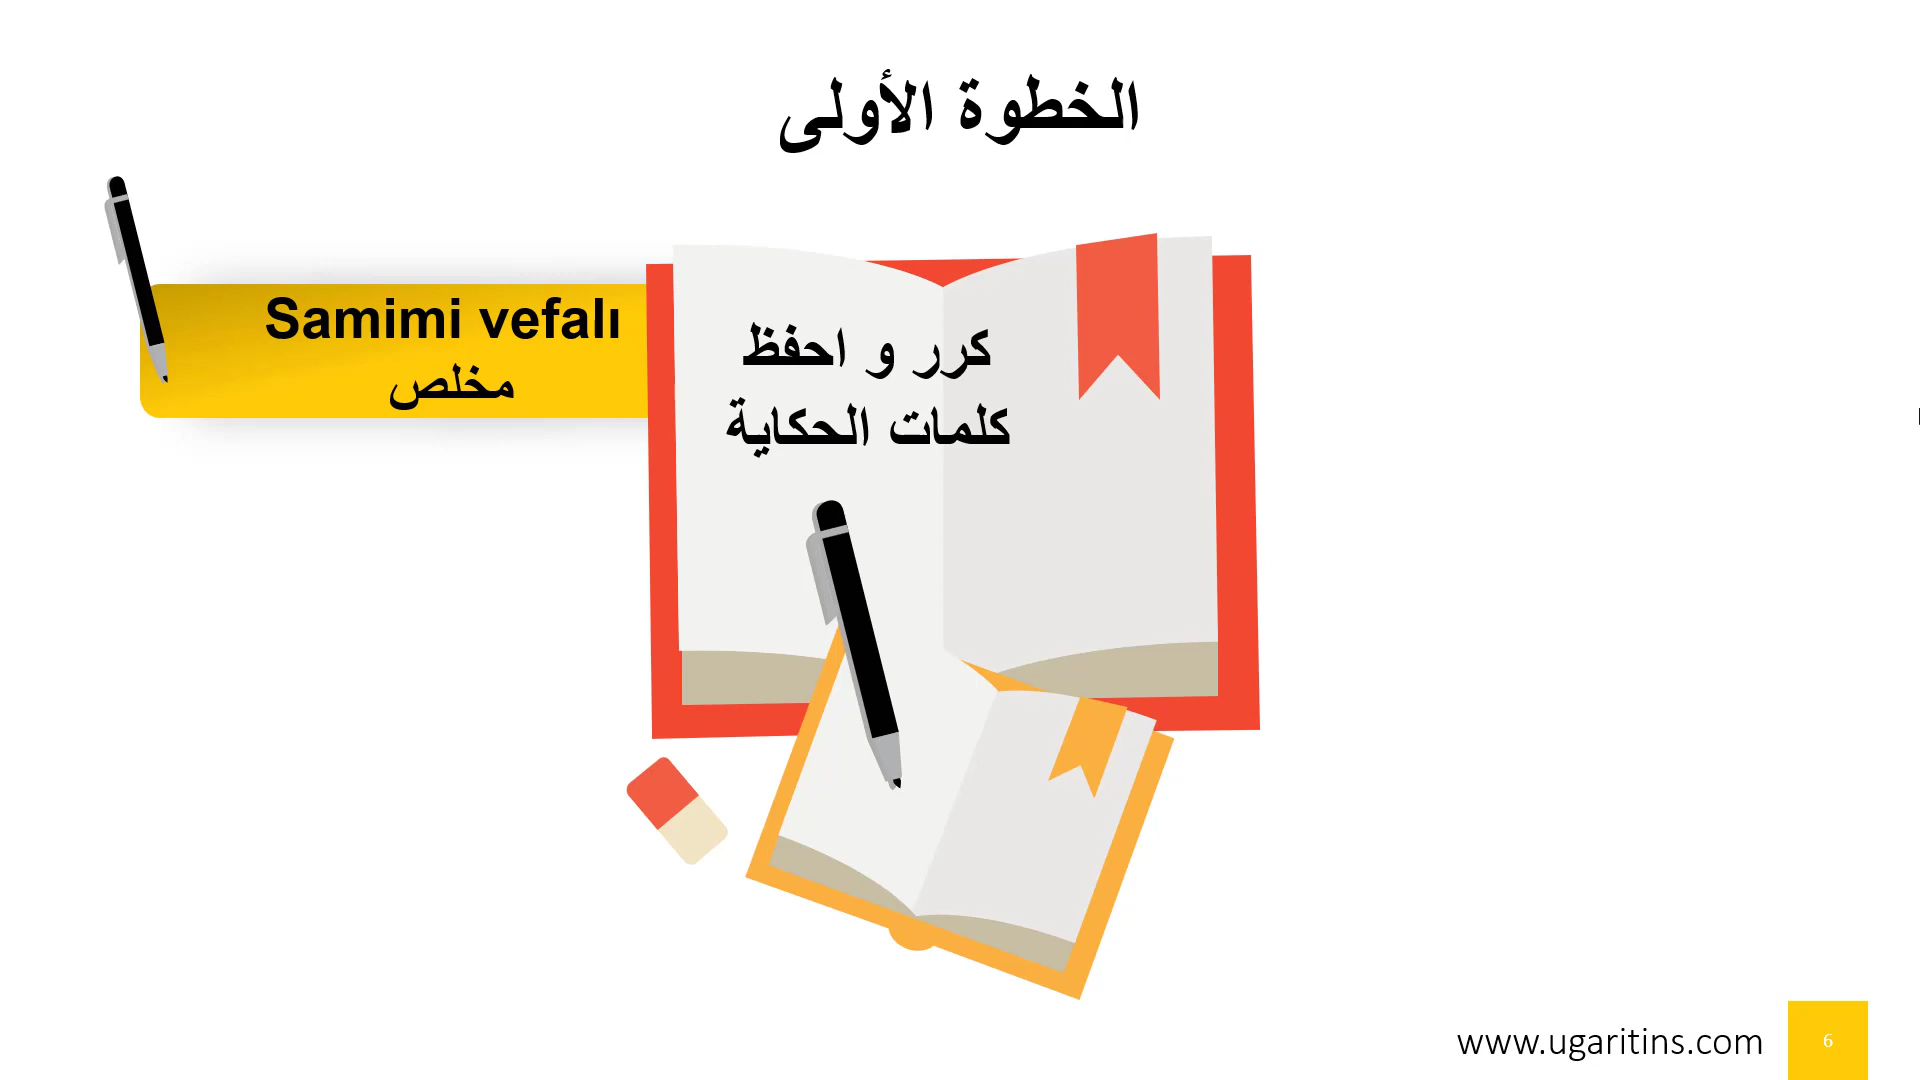 الخطوة الأولى
Samimi vefalı
مخلص
كرر و احفظ
كلمات الحكاية
www.ugaritins.com
6